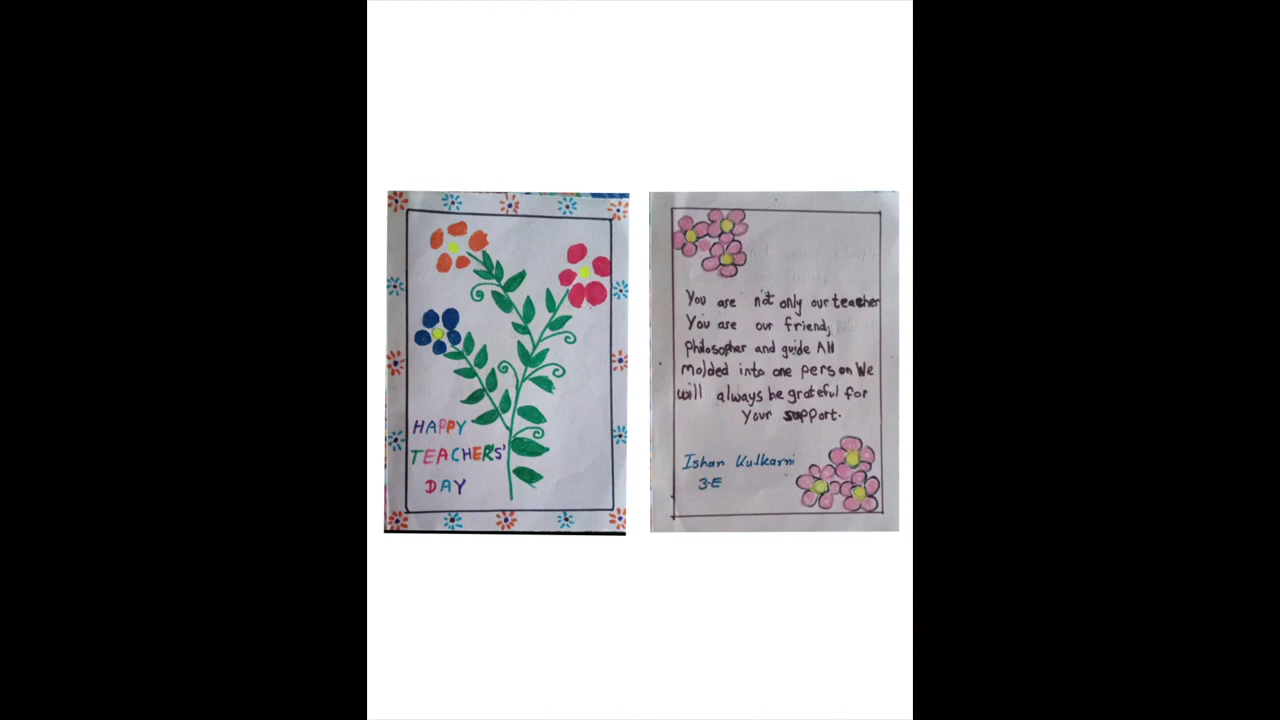 HAPPY
TEACHERS'
DAY
You are not only our teacher
You are our friend,
Philosopher and guide All
molded into one person We
will always be grateful for
your support.
Ishan Kulkarni
3-E